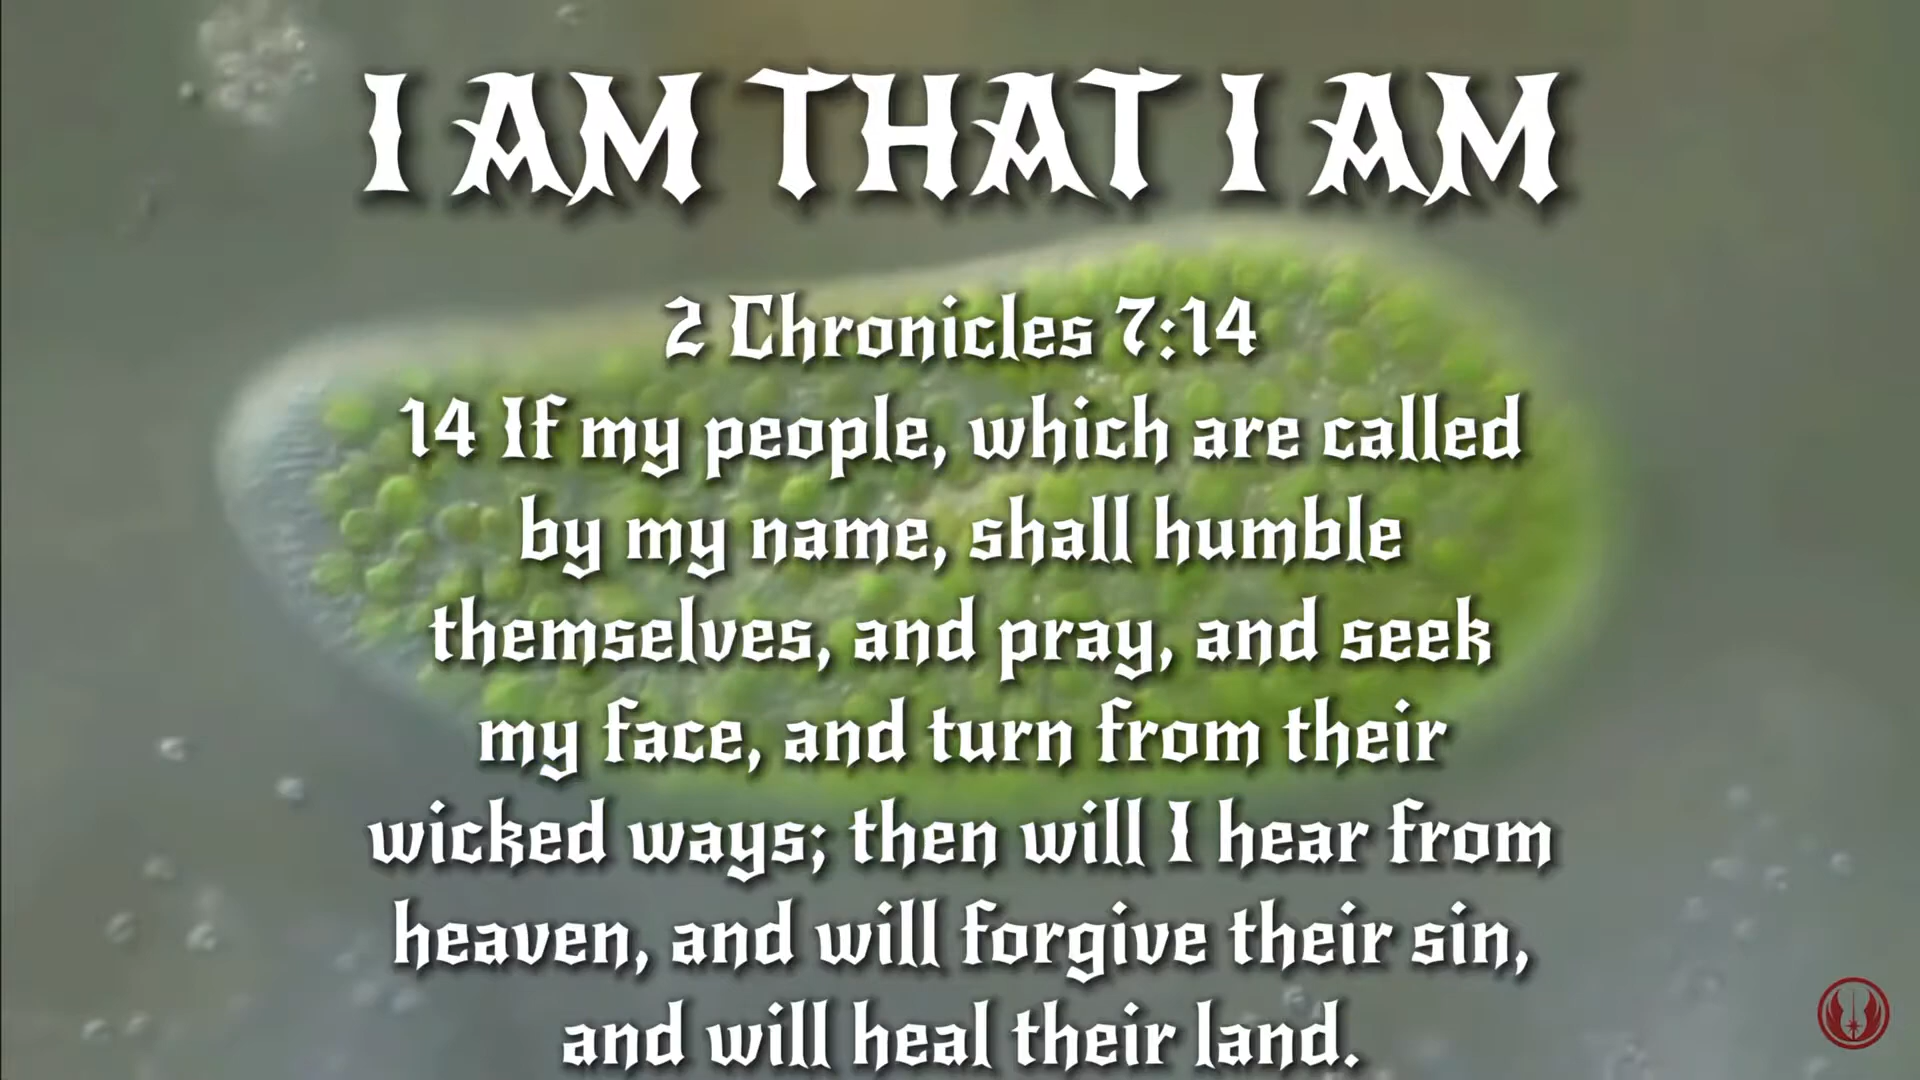 I AM THAT I AM
2 Chronicles 7:14
14 If my people, which are called
by my name, shall humble
themselves, and pray, and seek
my face, and turn from their
wicked ways; then will I hear from
heaven, and will forgive their sin,
and will heal their land.